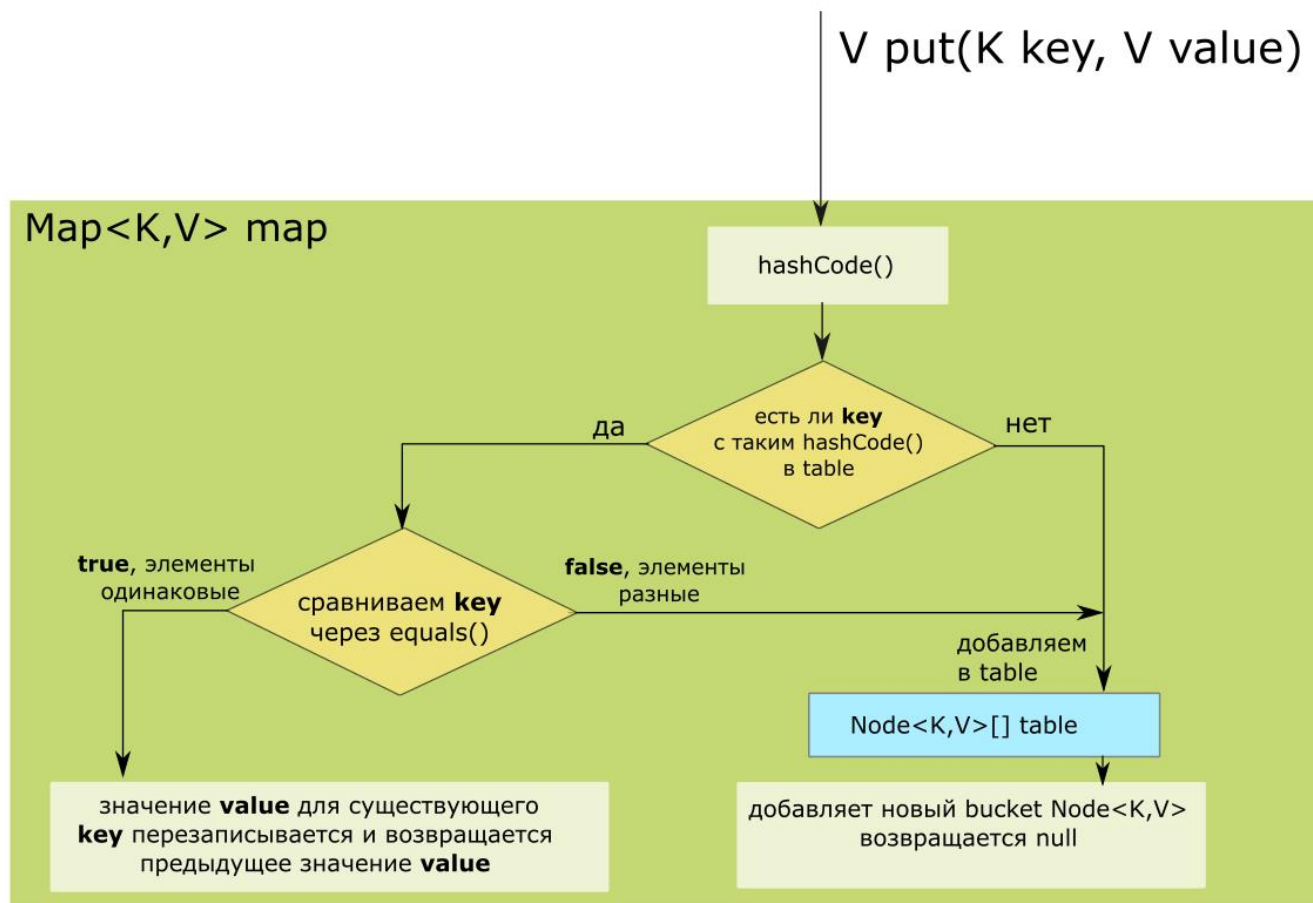 V put(K key, V value)
Map<K,V> map
hashCode()
есть ли key
с таким hashCode()
в table
да
нет
true, элементы
одинаковые
сравниваем key
через equals()
false, элементы
разные
добавляем
в table
Node<K,V>[] table
значение value для существующего
key перезаписывается и возвращается
предыдущее значение value
добавляет новый bucket Node<K,V>
возвращается null